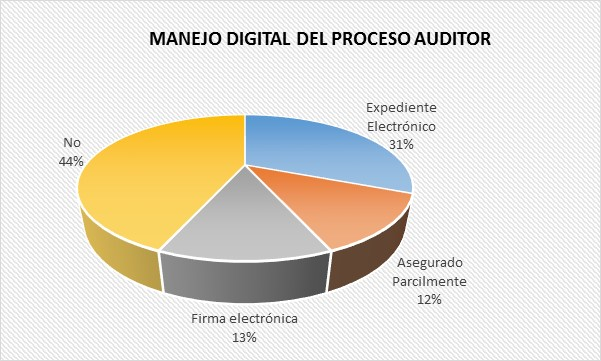 MANEJO DIGITAL DEL PROCESO AUDITOR
Expediente
Electrónico
31%
No
44%
Asegurado
Parcilmente
12%
Firma electrónica
13%